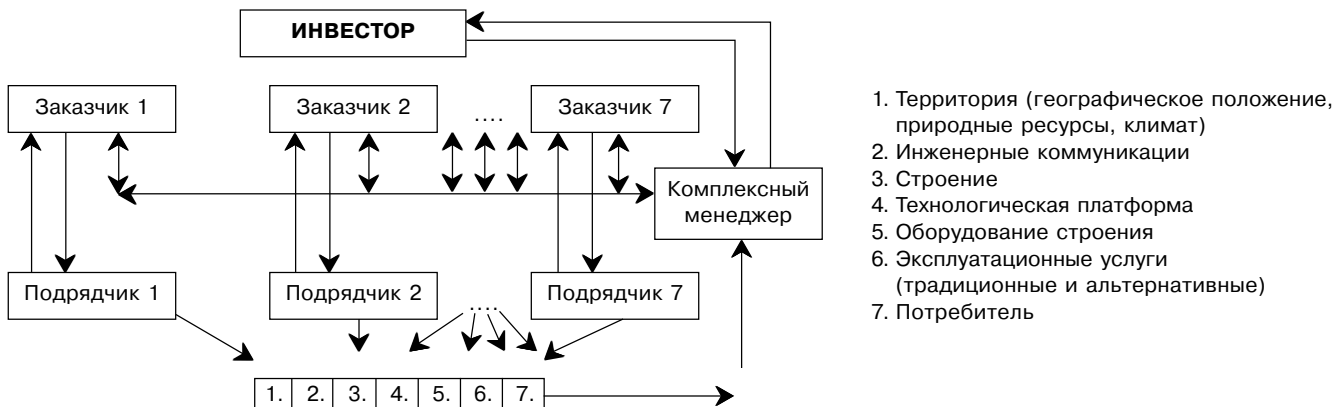 ИНВЕСТОР
Заказчик 1
Заказчик 2
....
Заказчик 7
Комплексный
менеджер
Подрядчик 1
Подрядчик 2
....
Подрядчик 7
1. 2. 3. 4. 5. 6. 7.
1. Территория (географическое положение,
природные ресурсы, климат)
2. Инженерные коммуникации
3. Строение
4. Технологическая платформа
5. Оборудование строения
6. Эксплуатационные услуги
(традиционные и альтернативные)
7. Потребитель